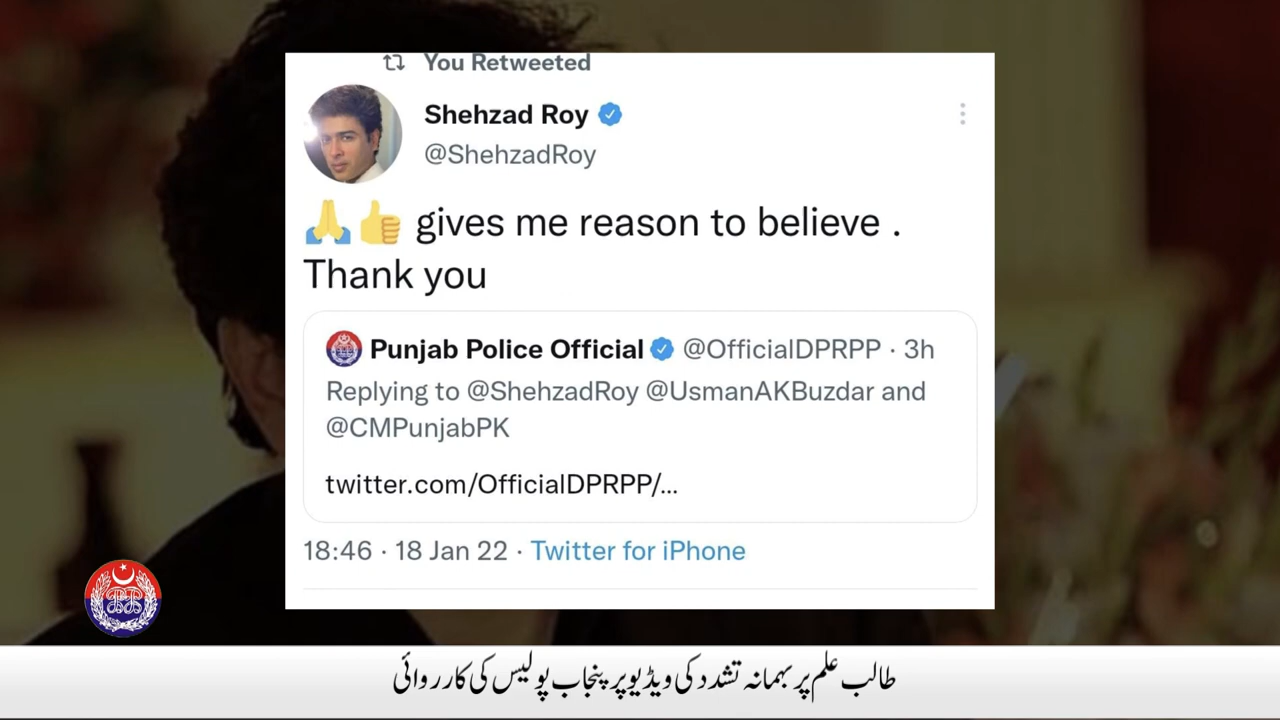 You Retweeted
Shehzad Roy
@ShehzadRoy
🙏👍 gives me reason to believe .
Thank you
Punjab Police Official @OfficialDPRPP · 3h
Replying to @ShehzadRoy @UsmanAKBuzdar and
@CMPunjabPK
twitter.com/OfficialDPRPP/...
18:46 · 18 Jan 22 · Twitter for iPhone
طالب علم پر بہمانہ تشدد کی ویڈیو پر پنجاب پولیس کی کارروائی